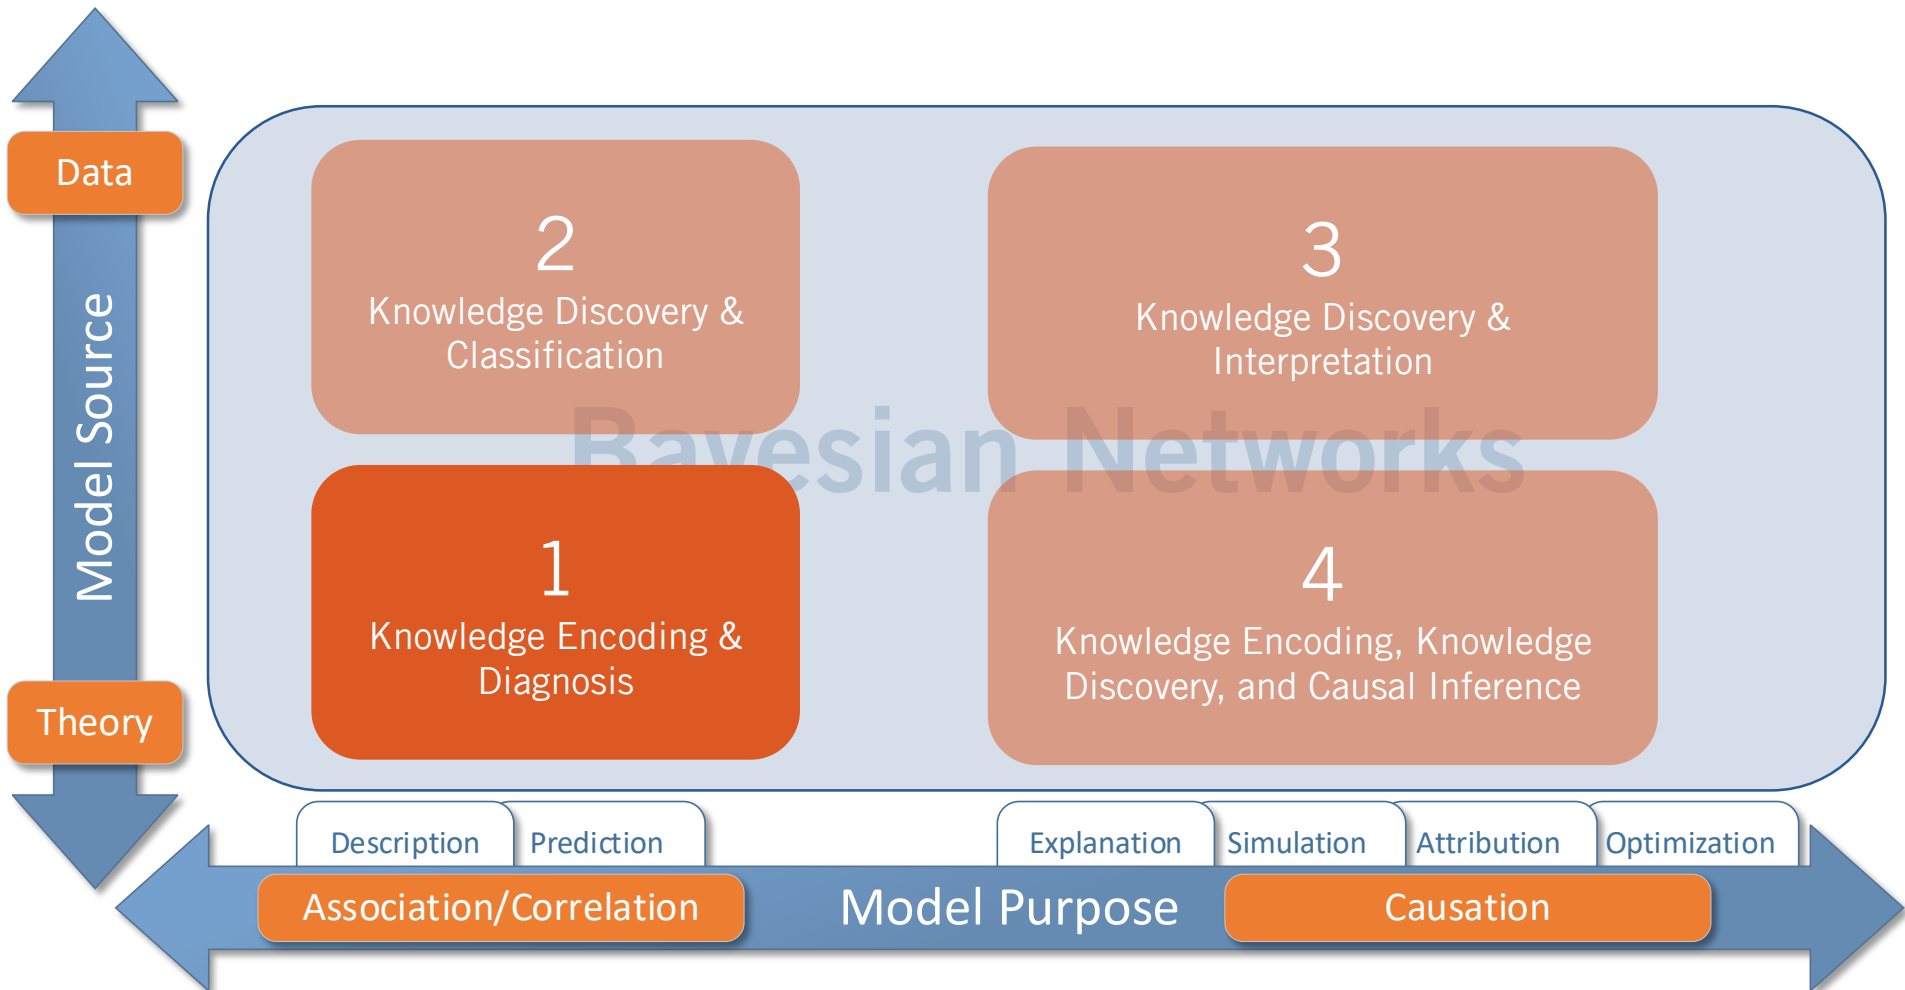 Data
Model Source
Theory
2
Knowledge Discovery &
Classification
3
Knowledge Discovery &
Interpretation
Bayesian Networks
1
Knowledge Encoding &
Diagnosis
4
Knowledge Encoding, Knowledge
Discovery, and Causal Inference
Description
Prediction
Explanation
Simulation
Attribution
Optimization
Association/Correlation
Model Purpose
Causation